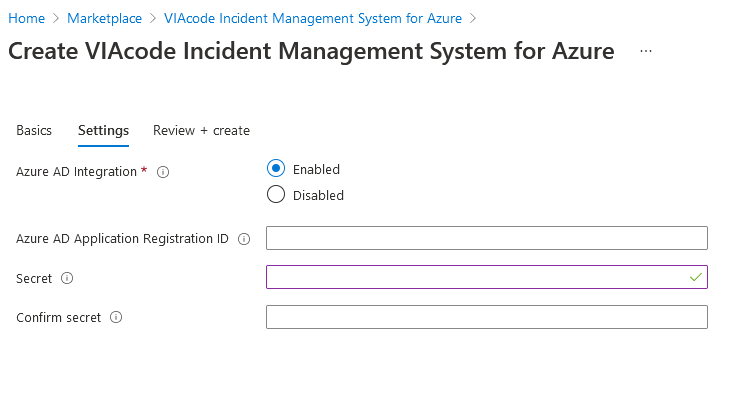 Home > Marketplace > VIAcode Incident Management System for Azure >
Create VIAcode Incident Management System for Azure ...
Basics Settings Review + create
Azure AD Integration * Enabled
Disabled
Azure AD Application Registration ID
Secret
Confirm secret